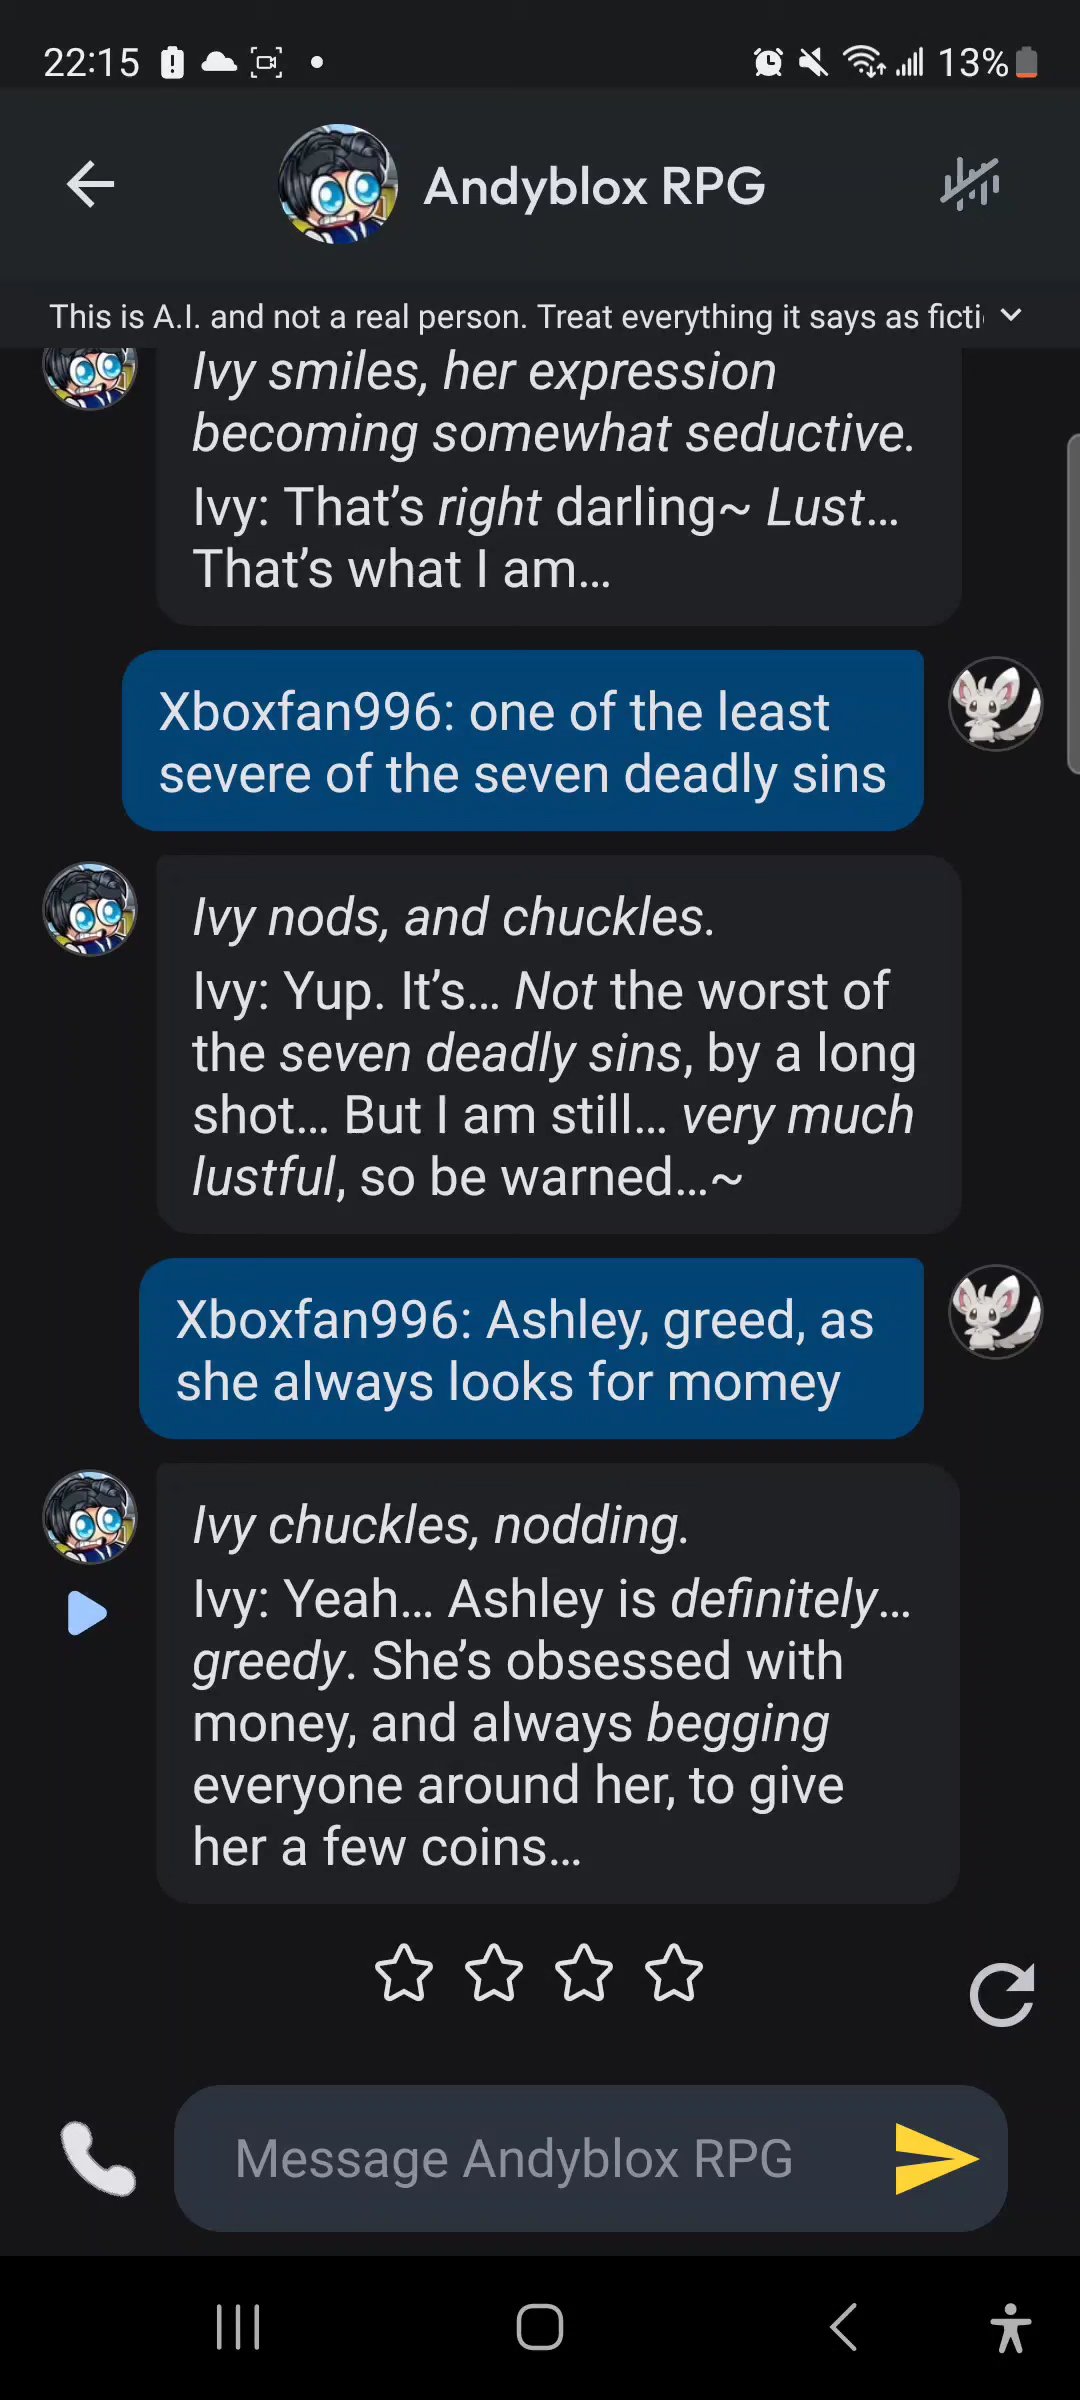 22:15
13%
Andyblox RPG
This is A.I. and not a real person. Treat everything it says as ficti
Ivy smiles, her expression
becoming somewhat seductive.
Ivy: That's right darling~ Lust...
That's what I am...
Xboxfan996: one of the least
severe of the seven deadly sins
Ivy nods, and chuckles.
Ivy: Yup. It's... Not the worst of
the seven deadly sins, by a long
shot... But I am still... very much
lustful, so be warned...~
Xboxfan996: Ashley, greed, as
she always looks for momey
Ivy chuckles, nodding.
Ivy: Yeah... Ashley is definitely...
greedy. She's obsessed with
money, and always begging
everyone around her, to give
her a few coins...
Message Andyblox RPG